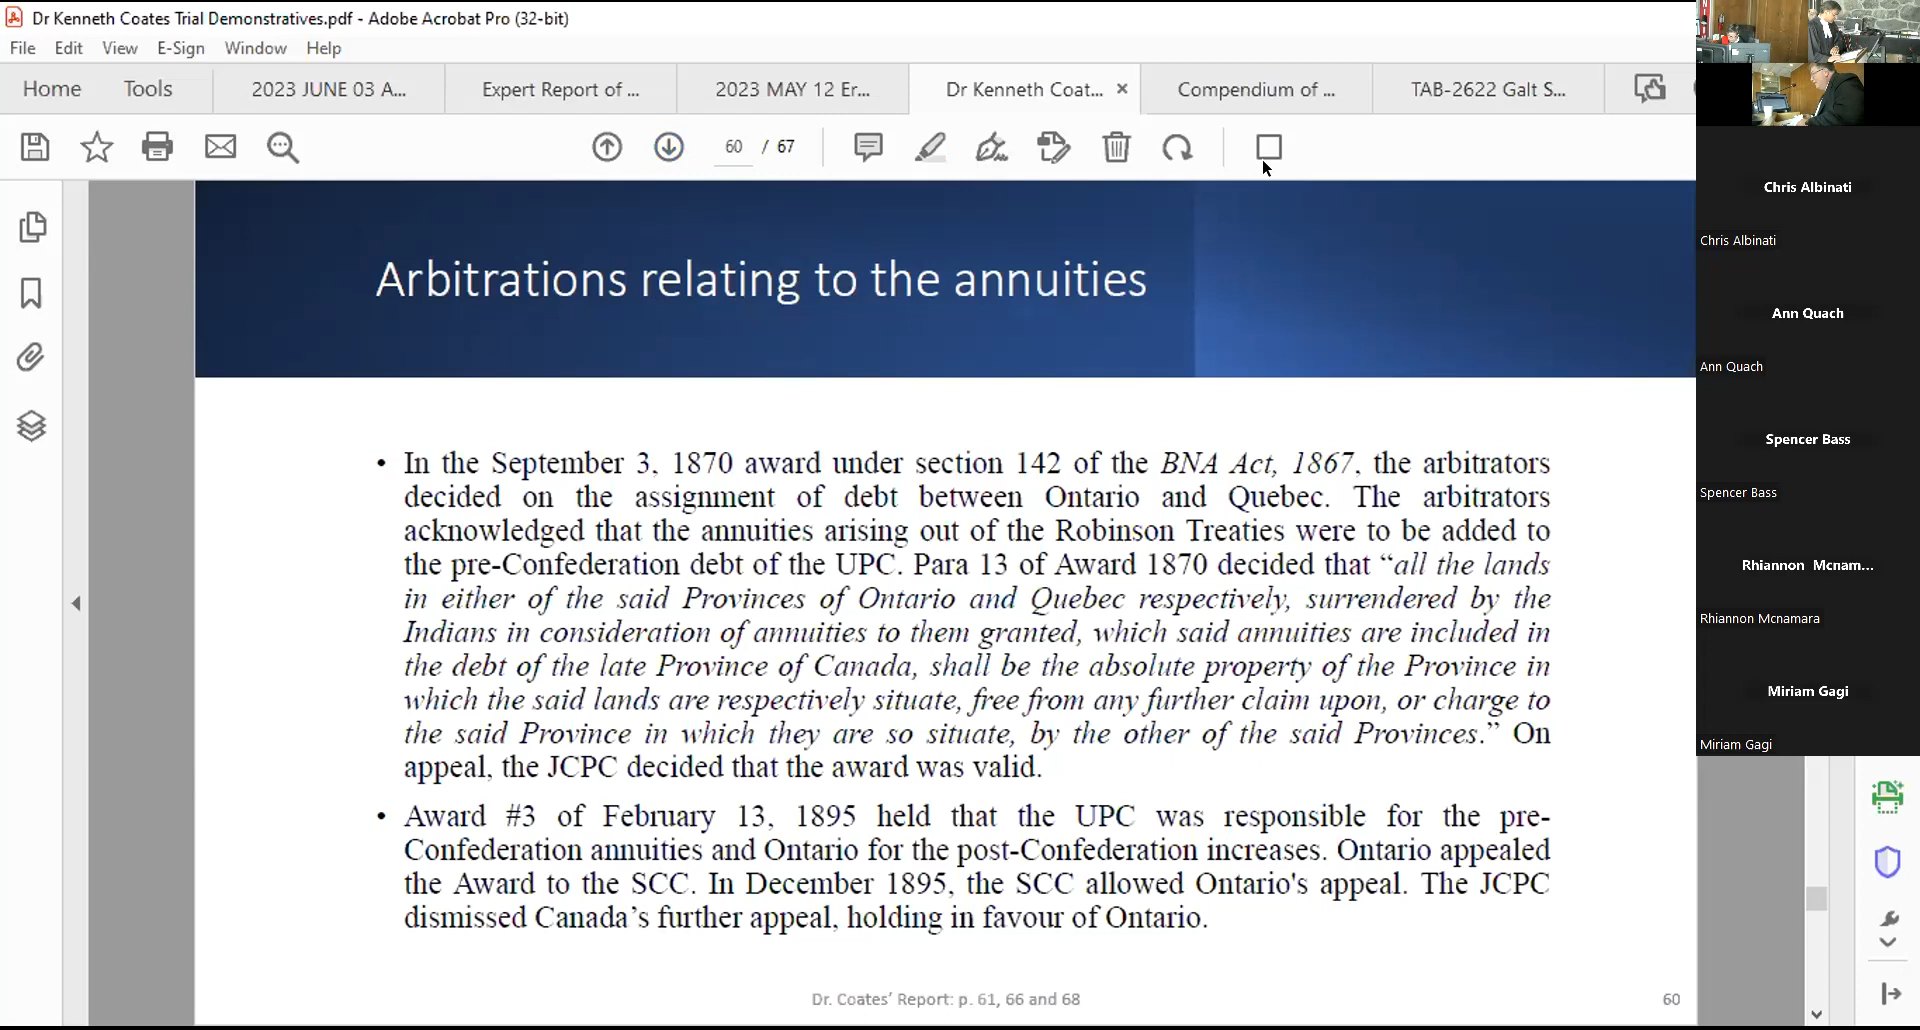 Dr Kenneth Coates Trial Demonstratives.pdf - Adobe Acrobat Pro (32-bit)
File Edit View E-Sign Window Help
Home Tools 2023 JUNE 03 A... Expert Report of ... 2023 MAY 12 Er... Dr Kenneth Coat... × Compendium of ... TAB-2622 Galt S...
60 / 67
Arbitrations relating to the annuities
• In the September 3, 1870 award under section 142 of the BNA Act, 1867, the arbitrators
decided on the assignment of debt between Ontario and Quebec. The arbitrators
acknowledged that the annuities arising out of the Robinson Treaties were to be added to
the pre-Confederation debt of the UPC. Para 13 of Award 1870 decided that “all the lands
in either of the said Provinces of Ontario and Quebec respectively, surrendered by the
Indians in consideration of annuities to them granted, which said annuities are included in
the debt of the late Province of Canada, shall be the absolute property of the Province in
which the said lands are respectively situate, free from any further claim upon, or charge to
the said Province in which they are so situate, by the other of the said Provinces.” On
appeal, the JCPC decided that the award was valid.
• Award #3 of February 13, 1895 held that the UPC was responsible for the pre-
Confederation annuities and Ontario for the post-Confederation increases. Ontario appealed
the Award to the SCC. In December 1895, the SCC allowed Ontario's appeal. The JCPC
dismissed Canada’s further appeal, holding in favour of Ontario.
Dr. Coates’ Report: p. 61, 66 and 68
60
Chris Albinati
Chris Albinati
Ann Quach
Ann Quach
Spencer Bass
Spencer Bass
Rhiannon Mcnam...
Rhiannon Mcnamara
Miriam Gagi
Miriam Gagi